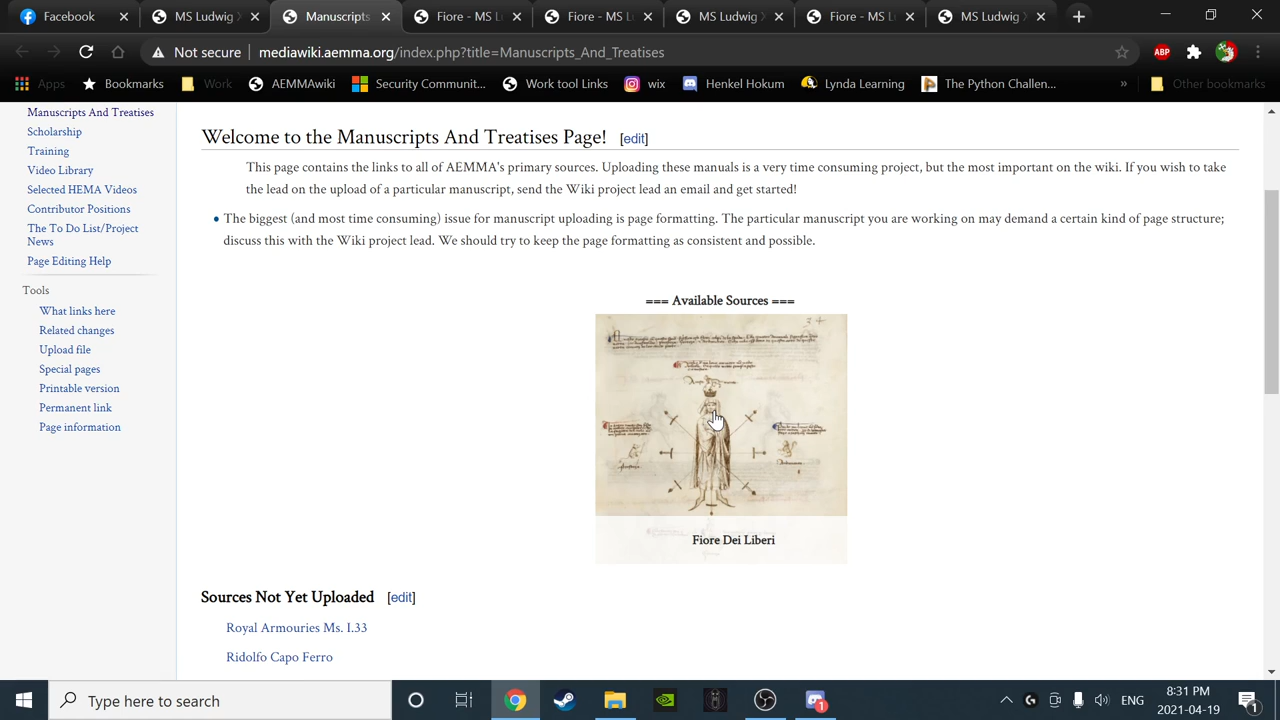 Facebook
MS Ludwig X
Manuscripts
Fiore - MS L
Fiore - MS L
MS Ludwig X
Fiore - MS L
MS Ludwig X
Not secure
mediawiki.aemma.org/index.php?title=Manuscripts_And_Treatises
ABP
Apps
Bookmarks
Work
AEMMAwiki
Security Communit...
Work tool Links
wix
Henkel Hokum
Lynda Learning
The Python Challen...
»
Other bookmarks
Manuscripts And Treatises
Scholarship
Training
Video Library
Selected HEMA Videos
Contributor Positions
The To Do List/Project
News
Page Editing Help
Tools
What links here
Related changes
Upload file
Special pages
Printable version
Permanent link
Page information
Welcome to the Manuscripts And Treatises Page! [edit]
This page contains the links to all of AEMMA's primary sources. Uploading these manuals is a very time consuming project, but the most important on the wiki. If you wish to take
the lead on the upload of a particular manuscript, send the Wiki project lead an email and get started!
• The biggest (and most time consuming) issue for manuscript uploading is page formatting. The particular manuscript you are working on may demand a certain kind of page structure;
discuss this with the Wiki project lead. We should try to keep the page formatting as consistent and possible.
=== Available Sources ===
Fiore Dei Liberi
Sources Not Yet Uploaded [edit]
Royal Armouries Ms. I.33
Ridolfo Capo Ferro
Type here to search
1
ENG
8:31 PM
2021-04-19
1